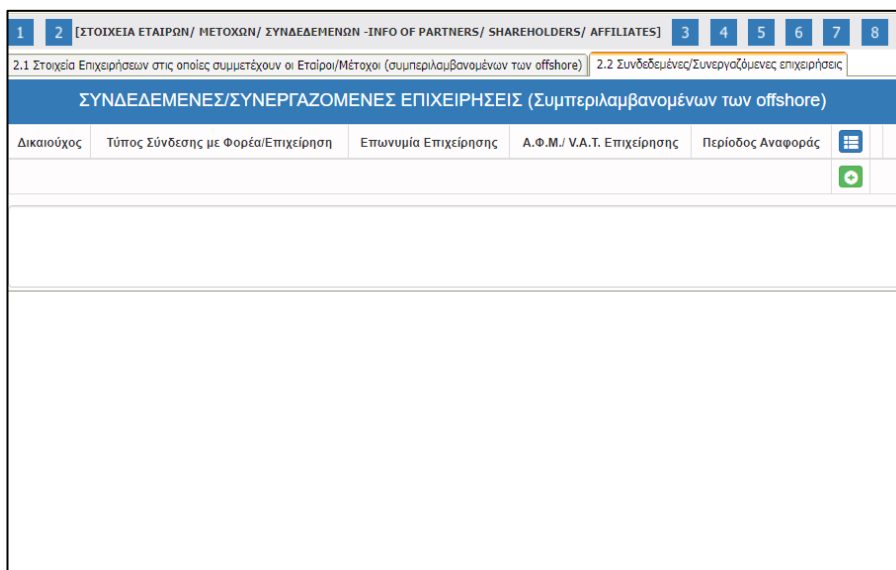 1 2 [ΣΤΟΙΧΕΙΑ ΕΤΑΙΡΩΝ/ ΜΕΤΟΧΩΝ/ ΣΥΝΔΕΔΕΜΕΝΩΝ -INFO OF PARTNERS/ SHAREHOLDERS/ AFFILIATES] 3 4 5 6 7 8
2.1 Στοιχεία Επιχειρήσεων στις οποίες συμμετέχουν οι Εταίροι/Μέτοχοι (συμπεριλαμβανομένων των offshore) 2.2 Συνδεδεμένες/Συνεργαζόμενες επιχειρήσεις
ΣΥΝΔΕΔΕΜΕΝΕΣ/ΣΥΝΕΡΓΑΖΟΜΕΝΕΣ ΕΠΙΧΕΙΡΗΣΕΙΣ (Συμπεριλαμβανομένων των offshore)
Δικαιούχος Τύπος Σύνδεσης με Φορέα/Επιχείρηση Επωνυμία Επιχείρησης Α.Φ.Μ./ V.A.T. Επιχείρησης Περίοδος Αναφοράς